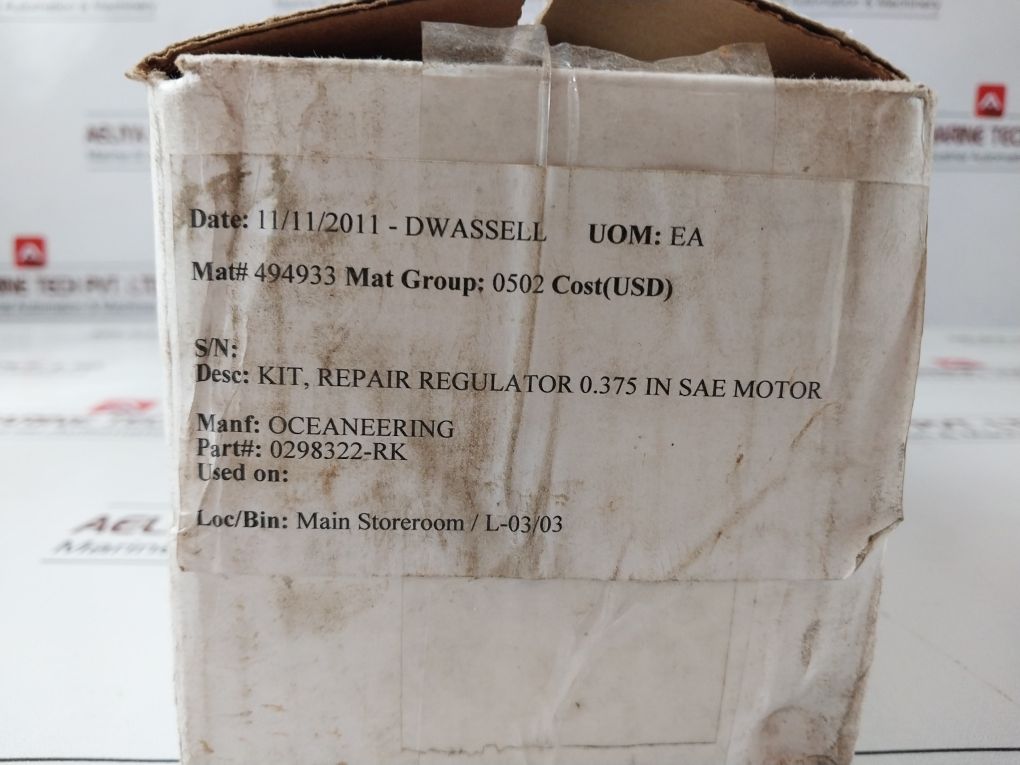 Date: 11/11/2011 - DWASSELL UOM: EA
Mat# 494933 Mat Group: 0502 Cost(USD)
S/N:
Desc: KIT, REPAIR REGULATOR 0.375 IN SAE MOTOR
Manf: OCEANEERING
Part#: 0298322-RK
Used on:
Loc/Bin: Main Storeroom / L-03/03